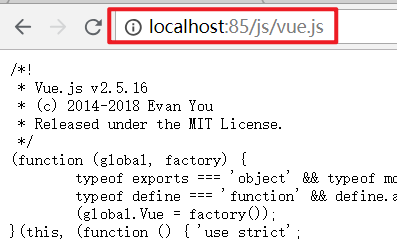 localhost:85/js/vue.js
/*!
 * Vue.js v2.5.16
 * (c) 2014-2018 Evan You
 * Released under the MIT License.
 */
(function (global, factory) {
        typeof exports === 'object' && typeof mo
        typeof define === 'function' && define.a
        (global.Vue = factory());
}(this, (function () { 'use strict';